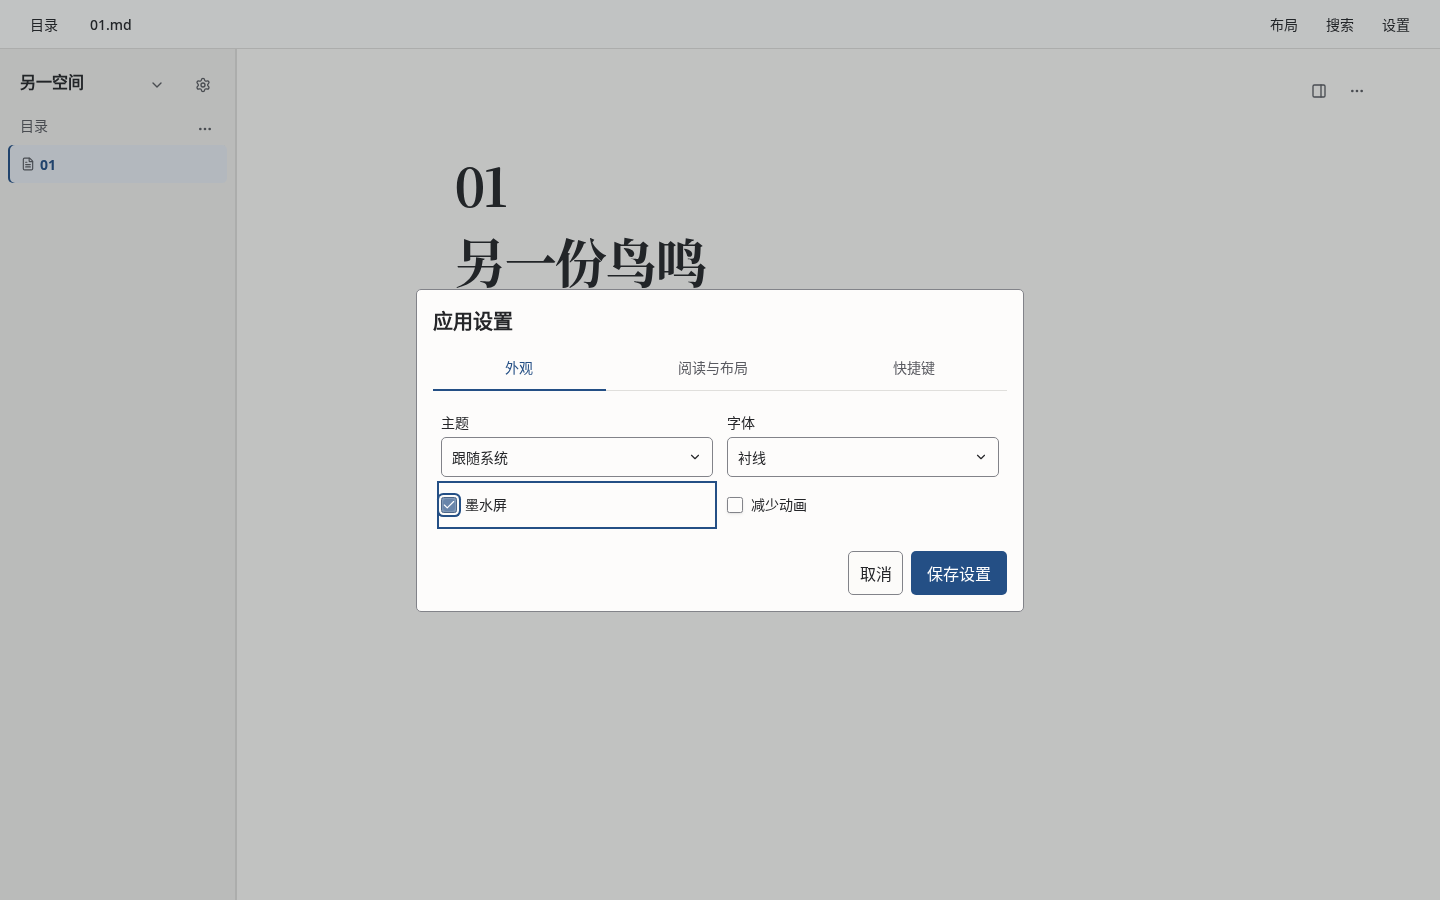 目录 01.md 布局 搜索 设置
另一空间
目录
01
01
另一份鸟鸣
应用设置
外观 阅读与布局 快捷键
主题 字体
跟随系统 衬线
墨水屏 减少动画
取消 保存设置